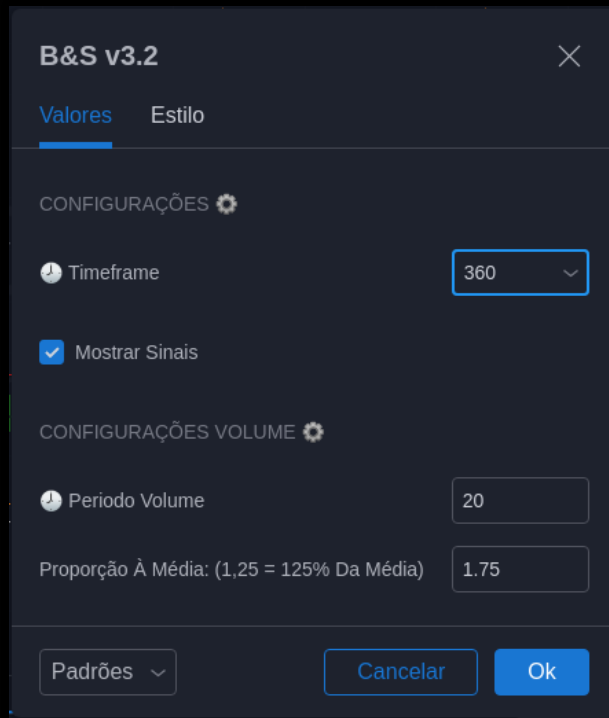 B&S v3.2
Valores Estilo
CONFIGURAÇÕES
Timeframe 360
Mostrar Sinais
CONFIGURAÇÕES VOLUME
Periodo Volume 20
Proporção À Média: (1,25 = 125% Da Média) 1.75
Padrões Cancelar Ok